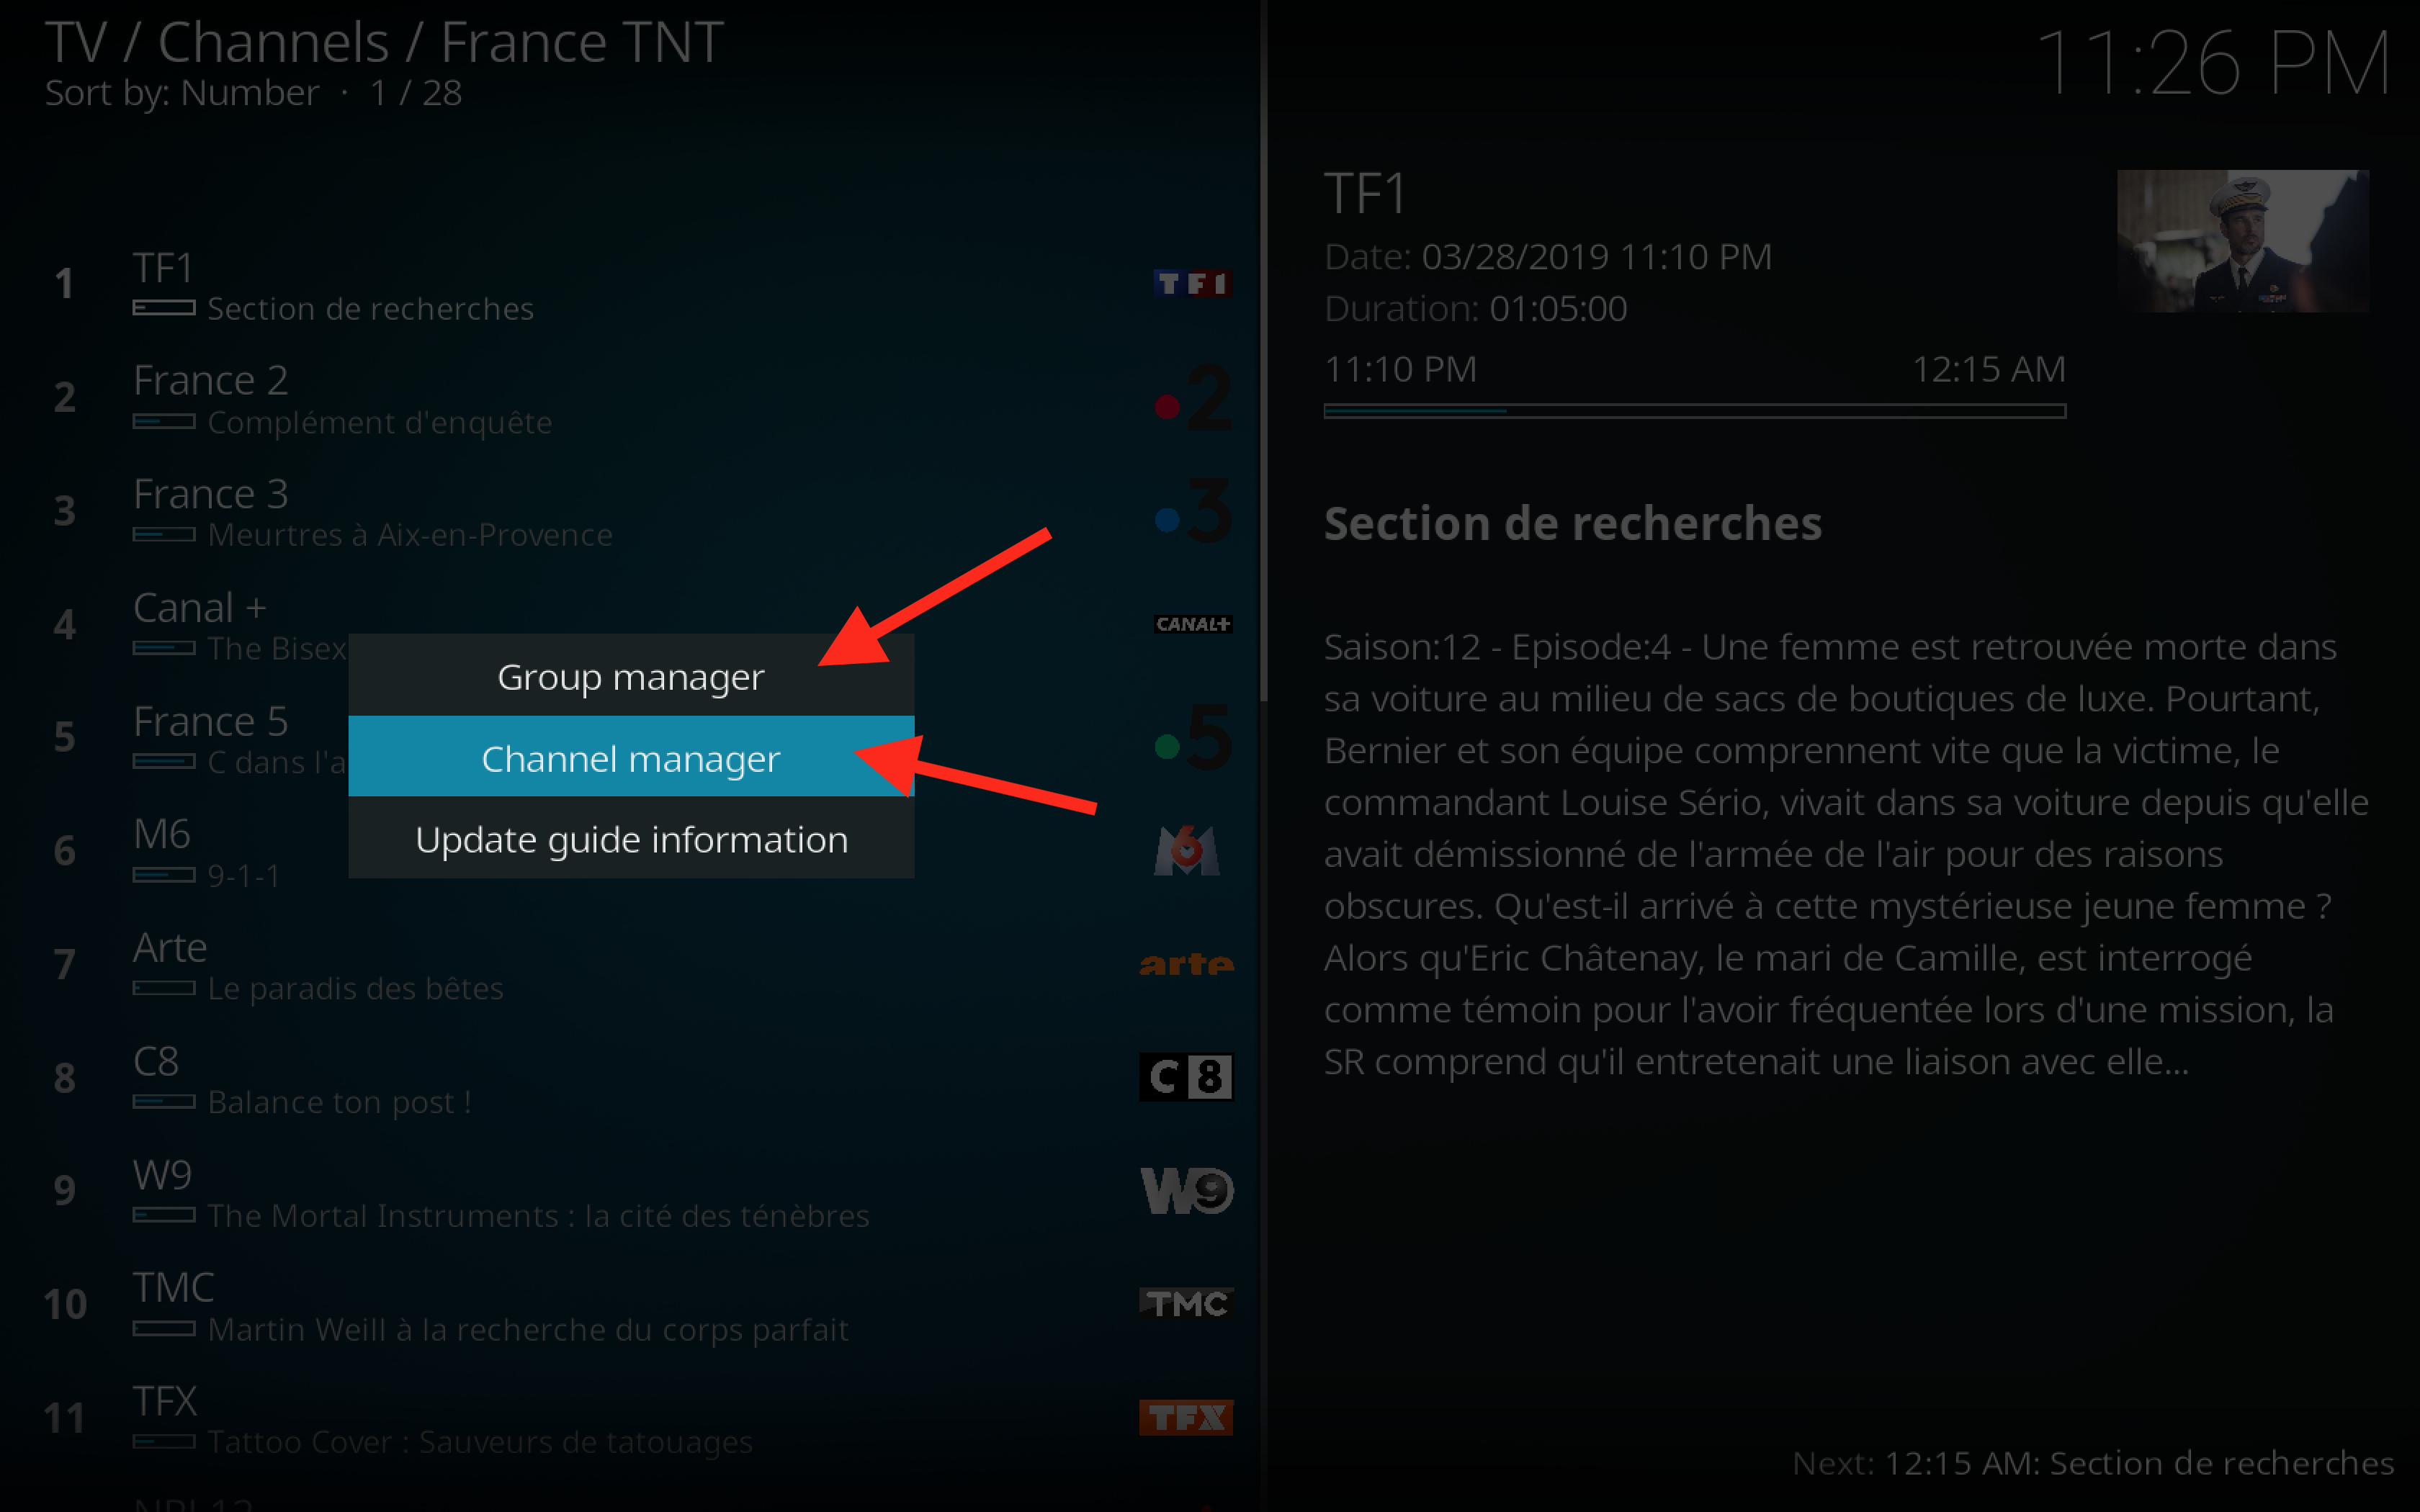 TV / Channels / France TNT
Sort by: Number · 1 / 28
11:26 PM
1
TF1
Section de recherches
TF1
2
France 2
Complément d'enquête
2
3
France 3
Meurtres à Aix-en-Provence
3
4
Canal +
The Bisex
CANAL+
5
France 5
C dans l'a
5
6
M6
9-1-1
M6
7
Arte
Le paradis des bêtes
arte
8
C8
Balance ton post !
C8
9
W9
The Mortal Instruments : la cité des ténèbres
W9
10
TMC
Martin Weill à la recherche du corps parfait
TMC
11
TFX
Tattoo Cover : Sauveurs de tatouages
TFX
Group manager
Channel manager
Update guide information
TF1
Date: 03/28/2019 11:10 PM
Duration: 01:05:00
11:10 PM
12:15 AM
Section de recherches
Saison:12 - Episode:4 - Une femme est retrouvée morte dans
sa voiture au milieu de sacs de boutiques de luxe. Pourtant,
Bernier et son équipe comprennent vite que la victime, le
commandant Louise Sério, vivait dans sa voiture depuis qu'elle
avait démissionné de l'armée de l'air pour des raisons
obscures. Qu'est-il arrivé à cette mystérieuse jeune femme ?
Alors qu'Eric Châtenay, le mari de Camille, est interrogé
comme témoin pour l'avoir fréquentée lors d'une mission, la
SR comprend qu'il entretenait une liaison avec elle...
Next: 12:15 AM: Section de recherches